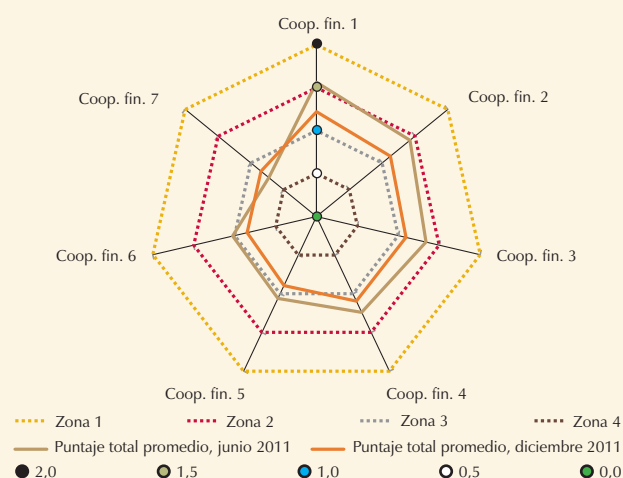 Coop. fin. 1
Coop. fin. 7
Coop. fin. 2
Coop. fin. 6
Coop. fin. 3
Coop. fin. 5
Coop. fin. 4
Zona 1
Zona 2
Zona 3
Zona 4
Puntaje total promedio, junio 2011
Puntaje total promedio, diciembre 2011
2,0
1,5
1,0
0,5
0,0